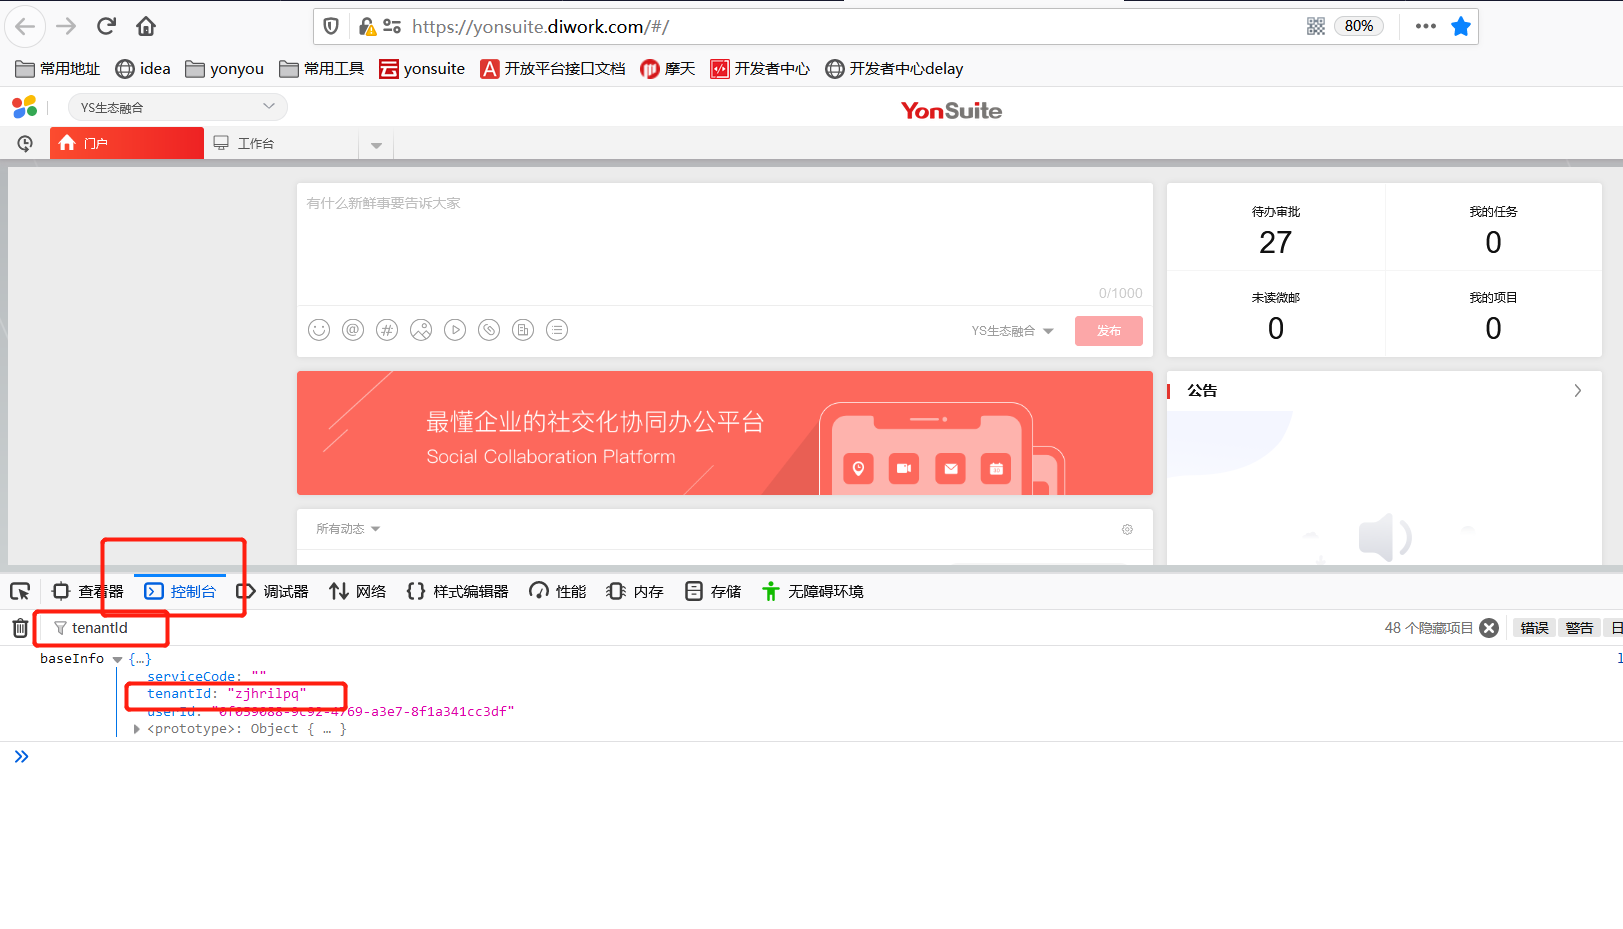 https://yonsuite.diwork.com/#/
80%
常用地址 idea yonyou 常用工具 yonsuite 开放平台接口文档 摩天 开发者中心 开发者中心delay
YS生态融合
YonSuite
门户 工作台
有什么新鲜事要告诉大家
0/1000
YS生态融合 发布
待办审批 我的任务
27 0
未读微邮 我的项目
0 0
最懂企业的社交化协同办公平台
Social Collaboration Platform
公告
所有动态
查看器 控制台 调试器 网络 样式编辑器 性能 内存 存储 无障碍环境
tenantId 48 个隐藏项目 错误 警告 日
baseInfo {…}
serviceCode: ""
tenantId: "zjhrilpq"
userId: "0f059088-9c92-4769-a3e7-8f1a341cc3df"
<prototype>: Object { … }